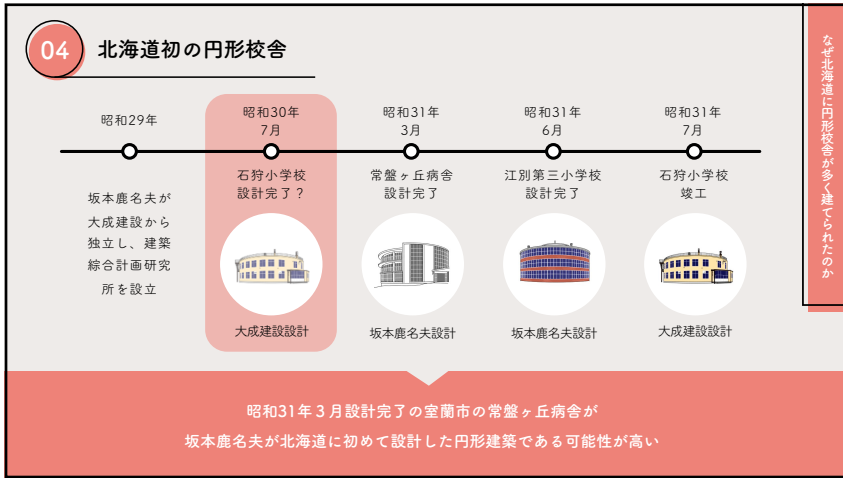 04
北海道初の円形校舎
なぜ北海道に円形校舎が多く建てられたのか
昭和29年
坂本鹿名夫が
大成建設から
独立し、建築
綜合計画研究
所を設立
昭和30年
7月
石狩小学校
設計完了？
大成建設設計
昭和31年
3月
常盤ヶ丘病舎
設計完了
坂本鹿名夫設計
昭和31年
6月
江別第三小学校
設計完了
坂本鹿名夫設計
昭和31年
7月
石狩小学校
竣工
大成建設設計
昭和31年３月設計完了の室蘭市の常盤ヶ丘病舎が
坂本鹿名夫が北海道に初めて設計した円形建築である可能性が高い